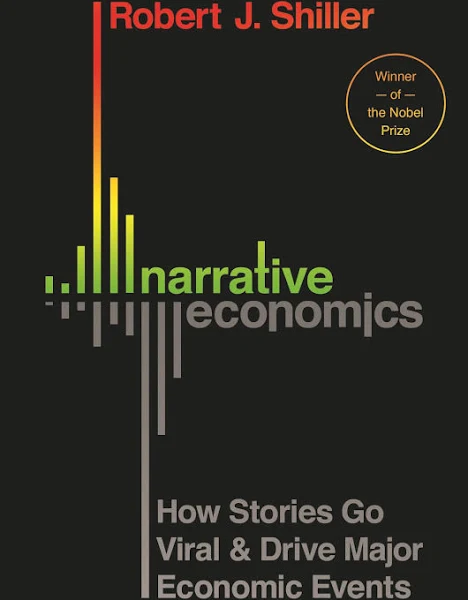 Robert J. Shiller
Winner
— of —
the Nobel
Prize
narrative
economics
How Stories Go
Viral & Drive Major
Economic Events